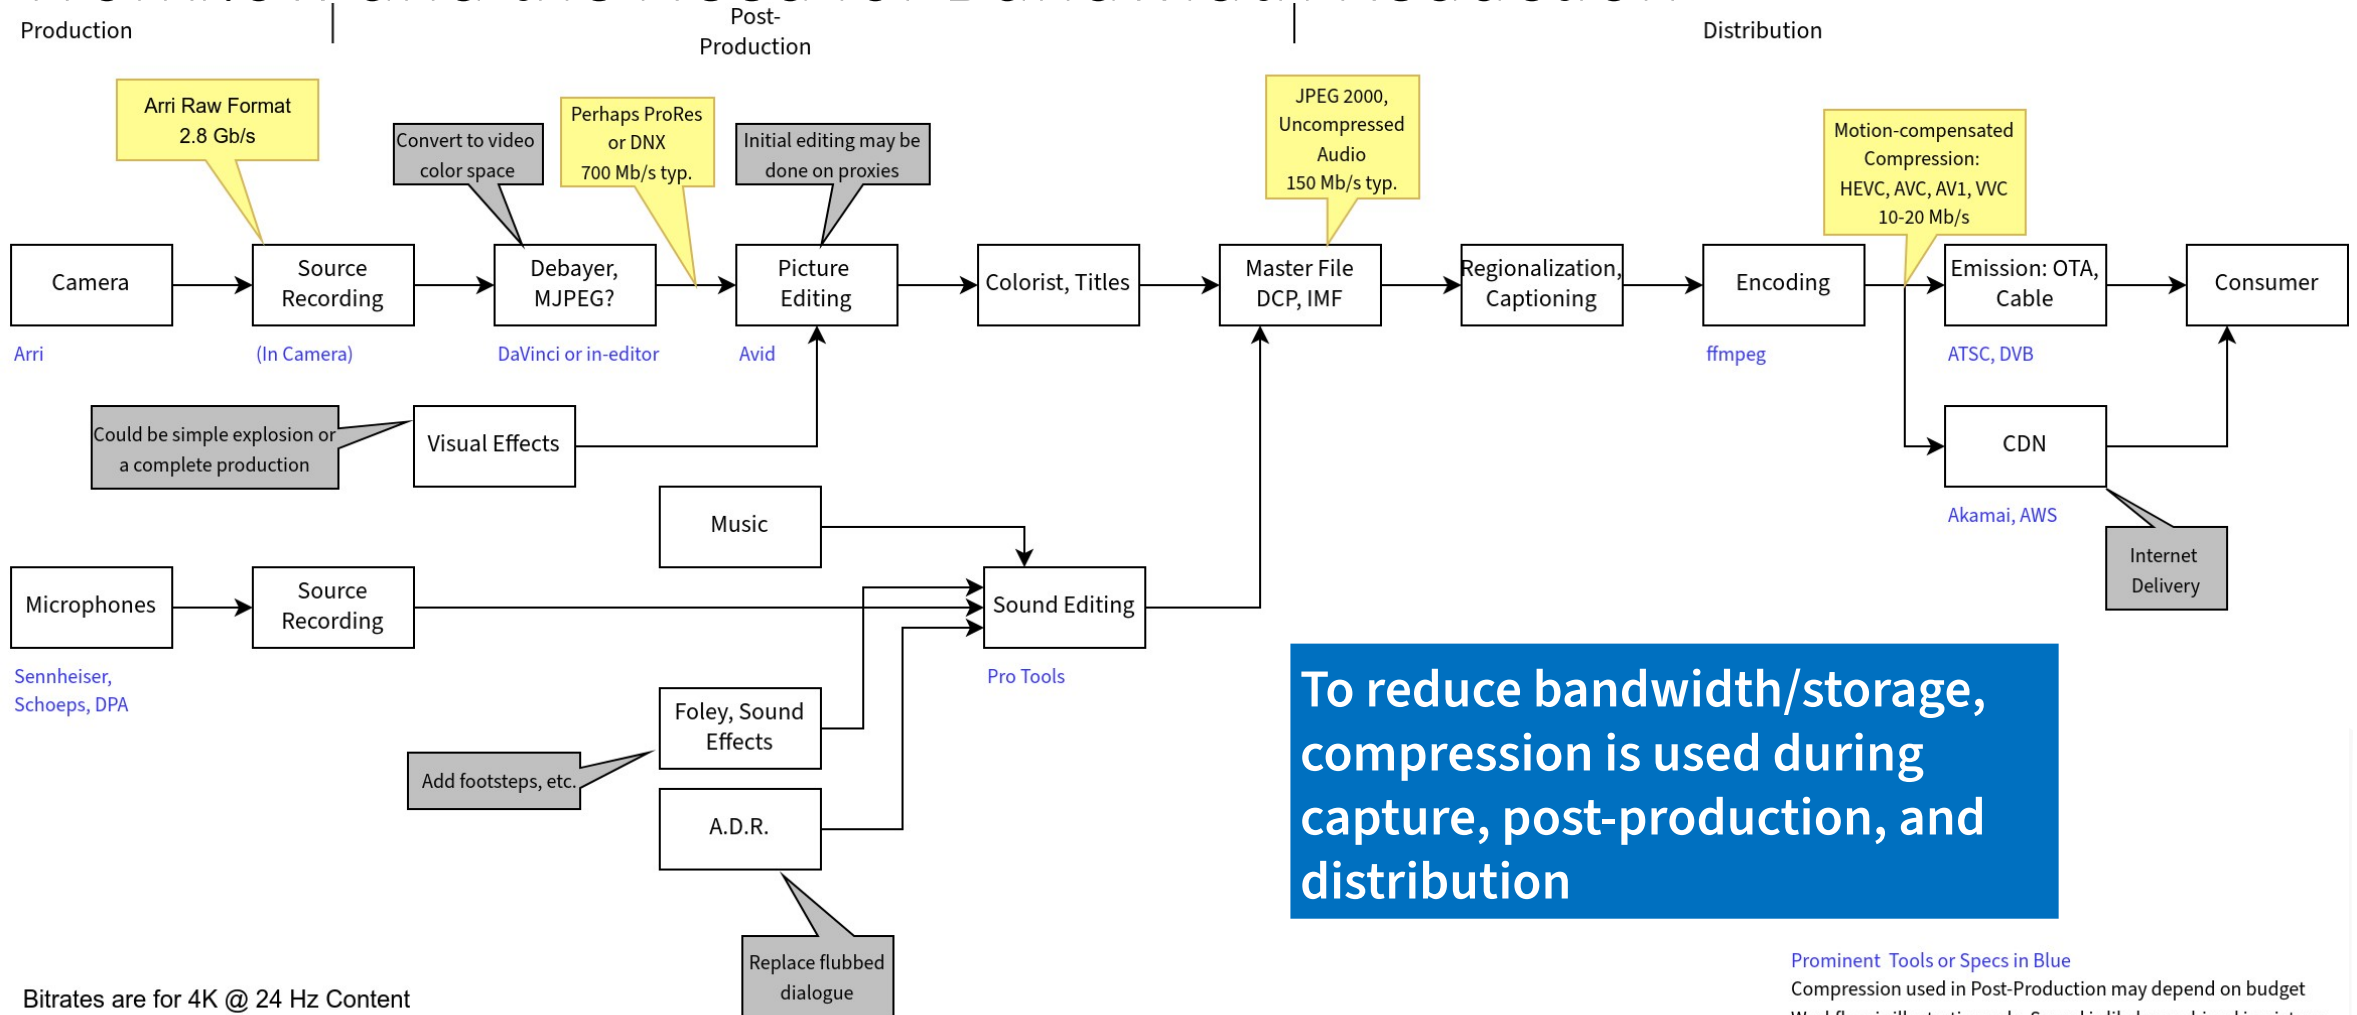 Production
Post-
Production
Distribution
Arri Raw Format
2.8 Gb/s
Convert to video
color space
Perhaps ProRes
or DNX
700 Mb/s typ.
Initial editing may be
done on proxies
JPEG 2000,
Uncompressed
Audio
150 Mb/s typ.
Motion-compensated
Compression:
HEVC, AVC, AV1, VVC
10-20 Mb/s
Camera
Source
Recording
Debayer,
MJPEG?
Picture
Editing
Colorist, Titles
Master File
DCP, IMF
Regionalization,
Captioning
Encoding
Emission: OTA,
Cable
Consumer
Arri
(In Camera)
DaVinci or in-editor
Avid
ffmpeg
ATSC, DVB
Could be simple explosion or
a complete production
Visual Effects
CDN
Akamai, AWS
Internet
Delivery
Music
Microphones
Source
Recording
Sound Editing
Sennheiser,
Schoeps, DPA
Pro Tools
Foley, Sound
Effects
Add footsteps, etc.
A.D.R.
Replace flubbed
dialogue
To reduce bandwidth/storage,
compression is used during
capture, post-production, and
distribution
Bitrates are for 4K @ 24 Hz Content
Prominent Tools or Specs in Blue
Compression used in Post-Production may depend on budget